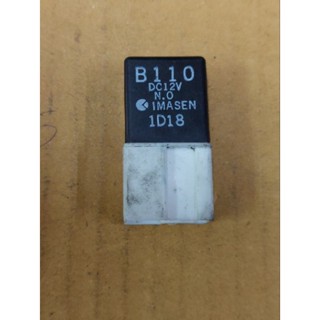 B110
DC12V
N.O
IMASEN
1D18